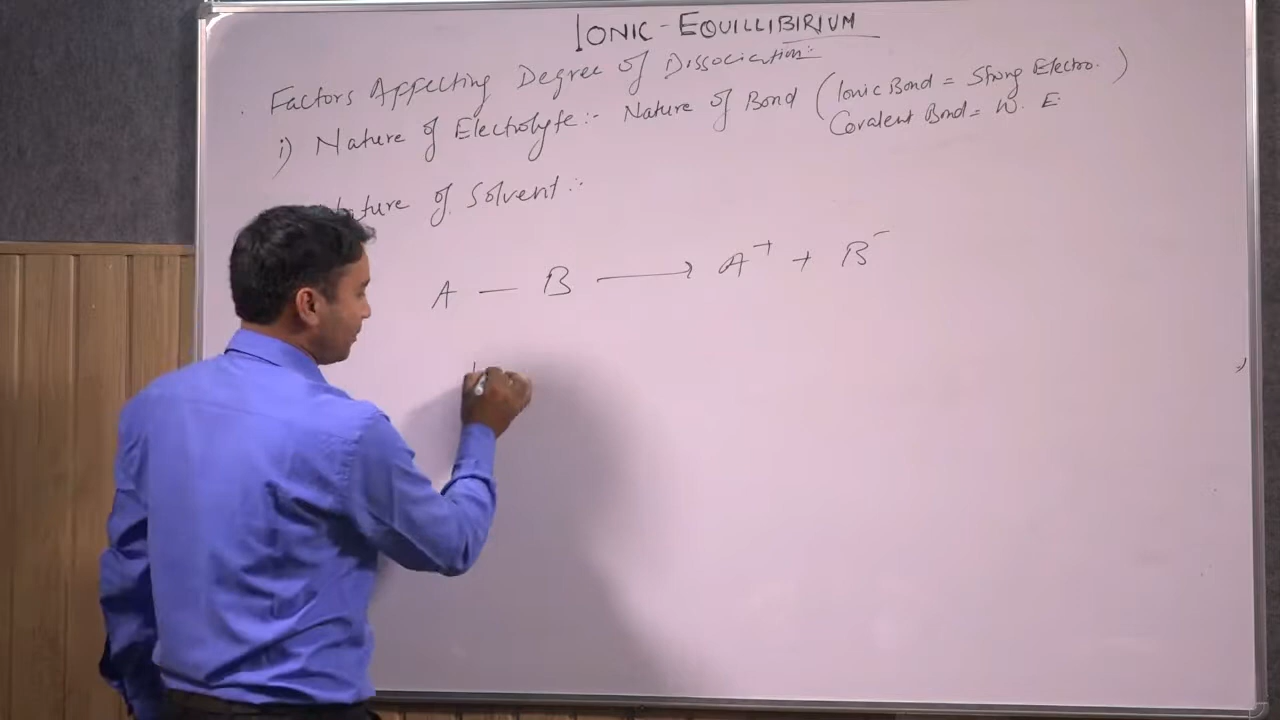 IONIC-EQUILLIBIRIUM
Factors Affecting Degree of Dissociation:-
i) Nature of Electrolyte:- Nature of Bond (Ionic Bond = Strong Electro.)
Covalent Bond = W. E.
of Solvent:-
A — B ⟶ A⁺ + B⁻